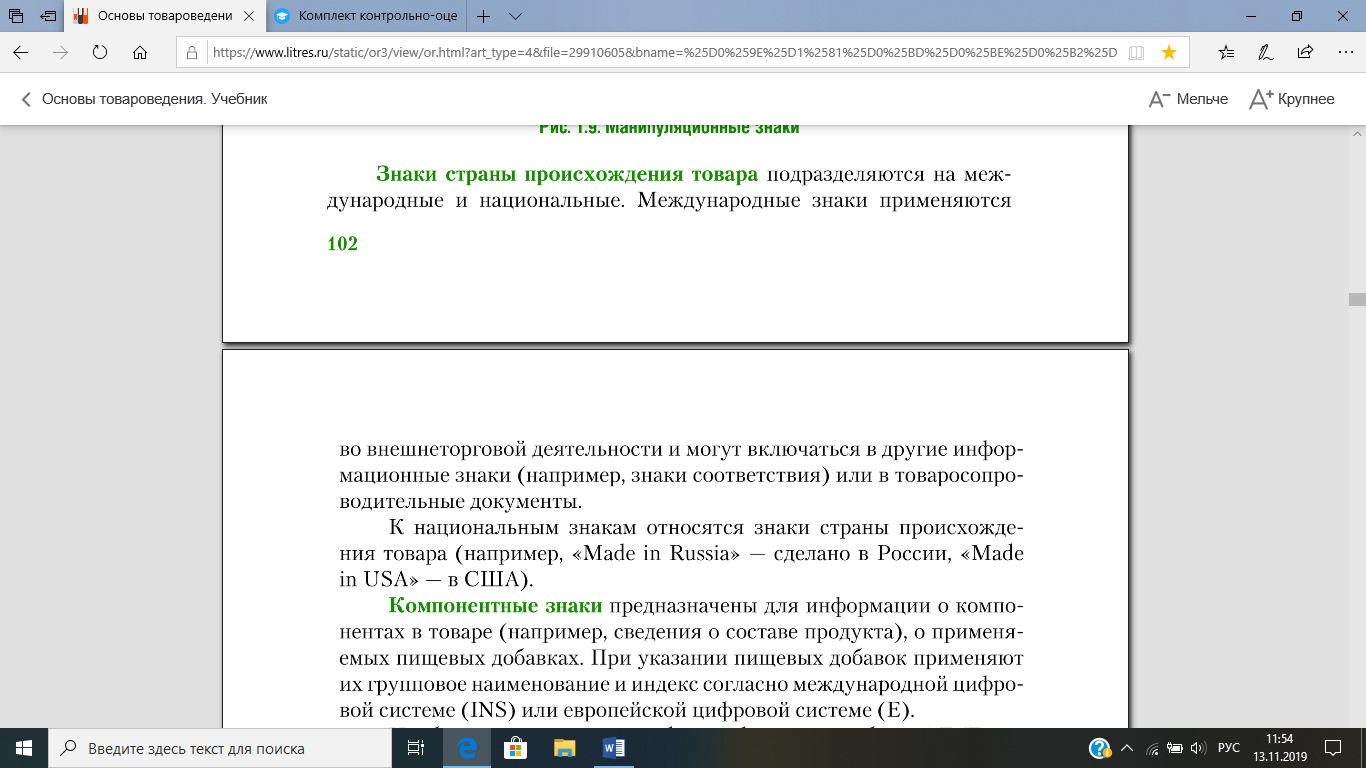 Основы товароведени
Комплект контрольно-оце
https://www.litres.ru/static/or3/view/or.html?art_type=4&file=29910605&bname=%25D0%259E%25D1%2581%25D0%25BD%25D0%25BE%25D0%25B2%25D
Основы товароведения. Учебник
А− Мельче
А+ Крупнее
Рис. 1.9. Манипуляционные знаки
Знаки страны происхождения товара подразделяются на меж-
дународные и национальные. Международные знаки применяются
102
во внешнеторговой деятельности и могут включаться в другие инфор-
мационные знаки (например, знаки соответствия) или в товаросопро-
водительные документы.
К национальным знакам относятся знаки страны происхожде-
ния товара (например, «Made in Russia» — сделано в России, «Made
in USA» — в США).
Компонентные знаки предназначены для информации о компо-
нентах в товаре (например, сведения о составе продукта), о применя-
емых пищевых добавках. При указании пищевых добавок применяют
их групповое наименование и индекс согласно международной цифро-
вой системе (INS) или европейской цифровой системе (Е).
Введите здесь текст для поиска
РУС
11:54
13.11.2019